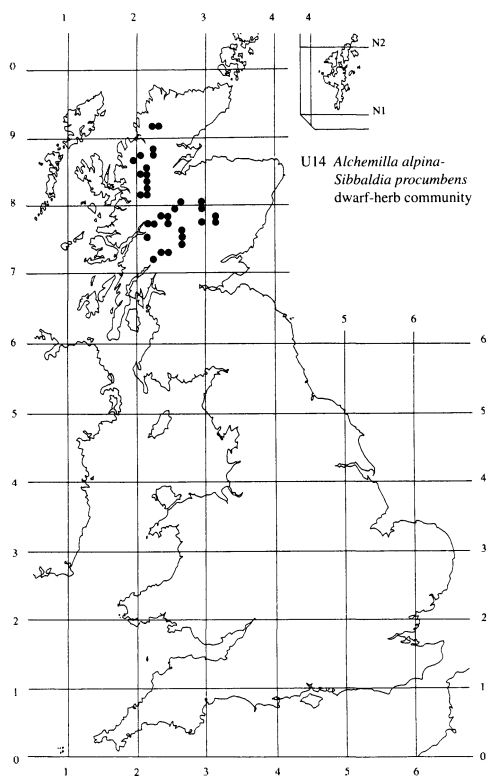 1 2 3 4
N2
N1
0
9
U14 Alchemilla alpina-
Sibbaldia procumbens
dwarf-herb community
8
7
5 6
6 6
5 5
4 4
3 3
2 2
1 1
0 0
1 2 3 4 5 6